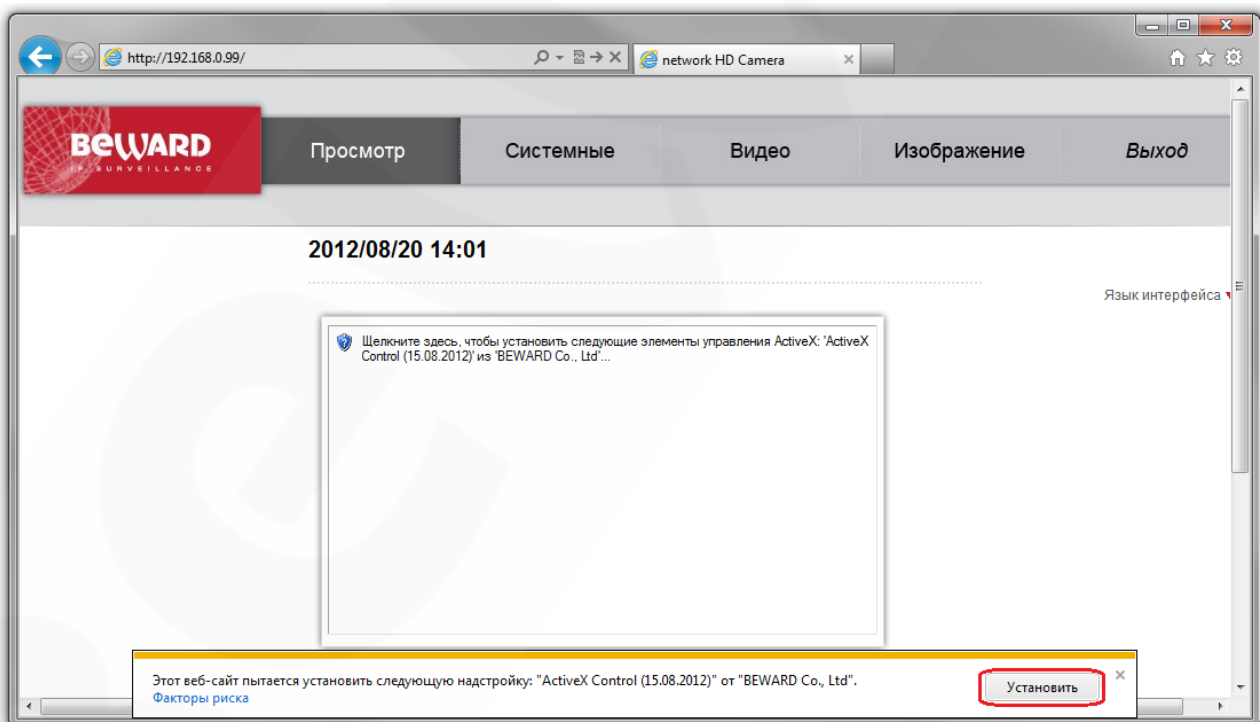 http://192.168.0.99/
network HD Camera
BEWARD
IP SURVEILLANCE
Просмотр
Системные
Видео
Изображение
Выход
2012/08/20 14:01
Язык интерфейса
Щелкните здесь, чтобы установить следующие элементы управления ActiveX: 'ActiveX
Control (15.08.2012)' из 'BEWARD Co., Ltd'...
Этот веб-сайт пытается установить следующую надстройку: "ActiveX Control (15.08.2012)" от "BEWARD Co., Ltd".
Факторы риска
Установить